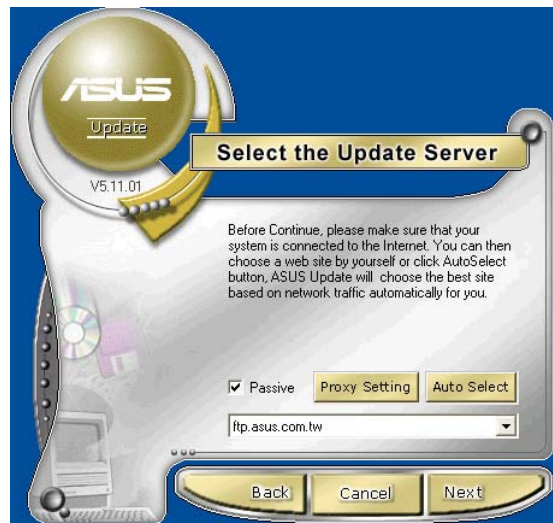 ASUS
Update
V5.11.01
Select the Update Server
Before Continue, please make sure that your
system is connected to the Internet. You can then
choose a web site by yourself or click AutoSelect
button, ASUS Update will choose the best site
based on network traffic automatically for you.
Passive
Proxy Setting
Auto Select
ftp.asus.com.tw
Back
Cancel
Next